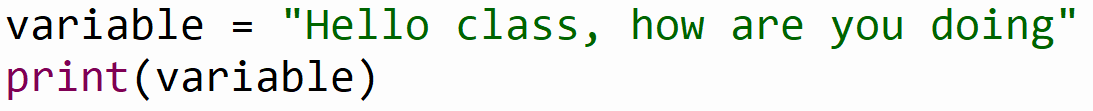 variable = "Hello class, how are you doing"
print(variable)